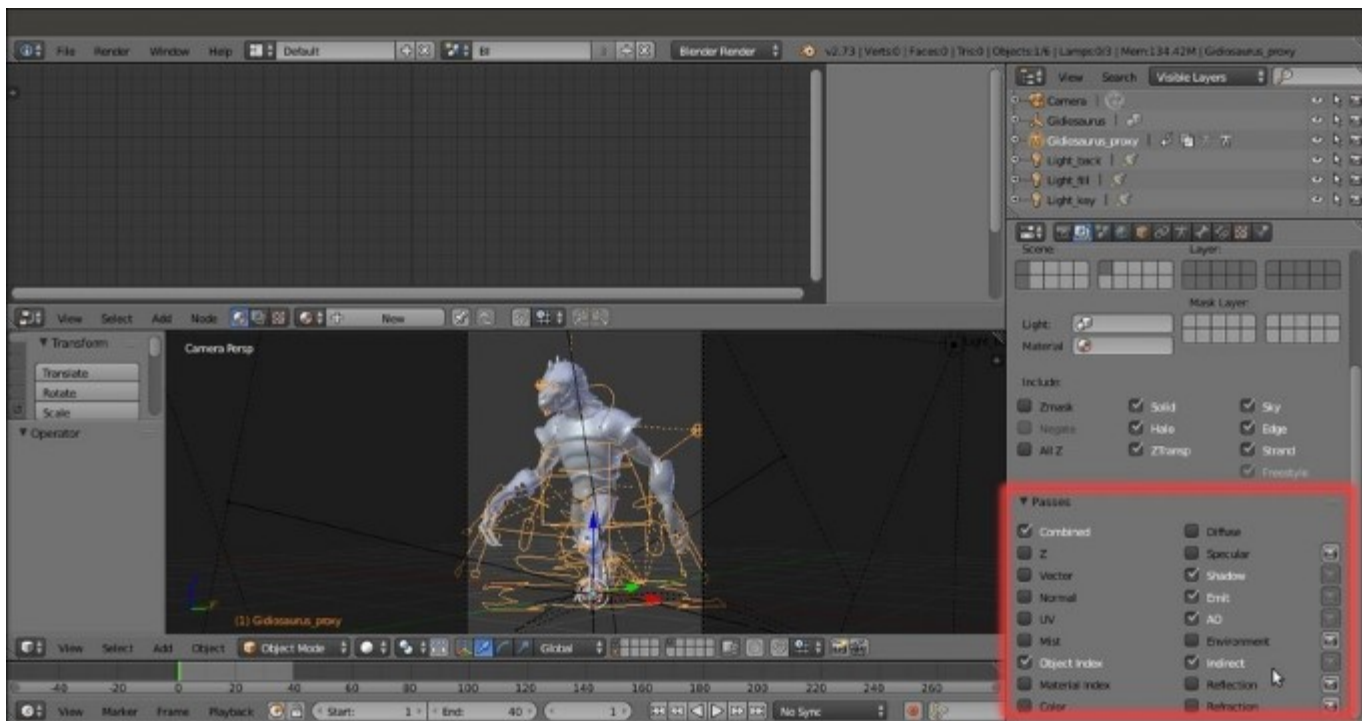 File Render Window Help Default BI 3 Blender Render v2.73 | Verts:0 | Faces:0 | Tris:0 | Objects:1/6 | Lamps:0/3 | Mem:134.42M | Gidiosaurus_proxy
View Search Visible Layers
Camera
Gidiosaurus
Gidiosaurus_proxy
Light_back
Light_fill
Light_key
Scene: Layer:
Mask Layer:
Light:
Material
View Select Add Node New
Transform
Translate
Rotate
Scale
Operator
Camera Persp
(1) Gidiosaurus_proxy
Include:
Zmask Solid Sky
Negate Halo Edge
All Z ZTransp Strand
Freestyle
Passes
Combined Diffuse
Z Specular
Vector Shadow
Normal Emit
UV AO
Mist Environment
Object Index Indirect
Material Index Reflection
Color Refraction
View Select Add Object Object Mode Global
-40 -20 0 20 40 60 80 100 120 140 160 180 200 220 240 260
View Marker Frame Playback Start: 1 End: 40 1 No Sync